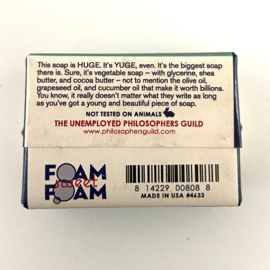 This soap is HUGE. It's YUGE, even. It's the biggest soap
there is. Sure, it's vegetable soap – with glycerine, shea
butter, and cocoa butter – not to mention the olive oil,
grapeseed oil, and cucumber oil that make it worth billions.
You know, it really doesn't matter what they write as long
as you've got a young and beautiful piece of soap.
NOT TESTED ON ANIMALS
THE UNEMPLOYED PHILOSOPHERS GUILD
www.philosophersguild.com
FOAM
sweet
FOAM
8 14229 00808 8
MADE IN USA #4633